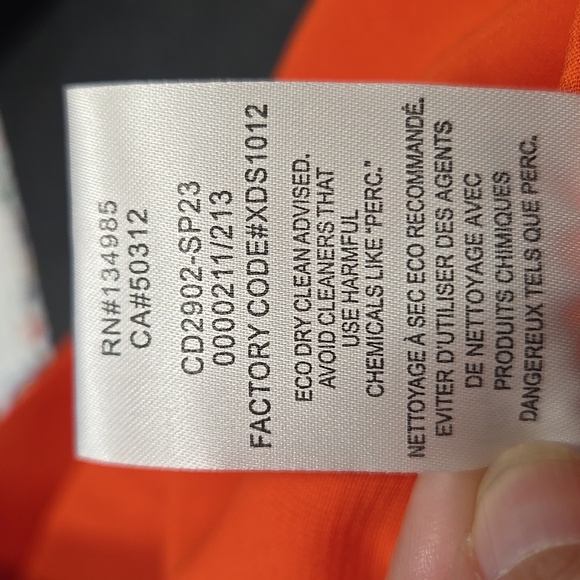 RN#134985
CA#50312
CD2902-SP23
0000211/213
FACTORY CODE#XDS1012
ECO DRY CLEAN ADVISED.
AVOID CLEANERS THAT
USE HARMFUL
CHEMICALS LIKE "PERC."
NETTOYAGE À SEC ECO RECOMMANDÉ.
EVITER D'UTILISER DES AGENTS
DE NETTOYAGE AVEC
PRODUITS CHIMIQUES
DANGEREUX TELS QUE PERC.